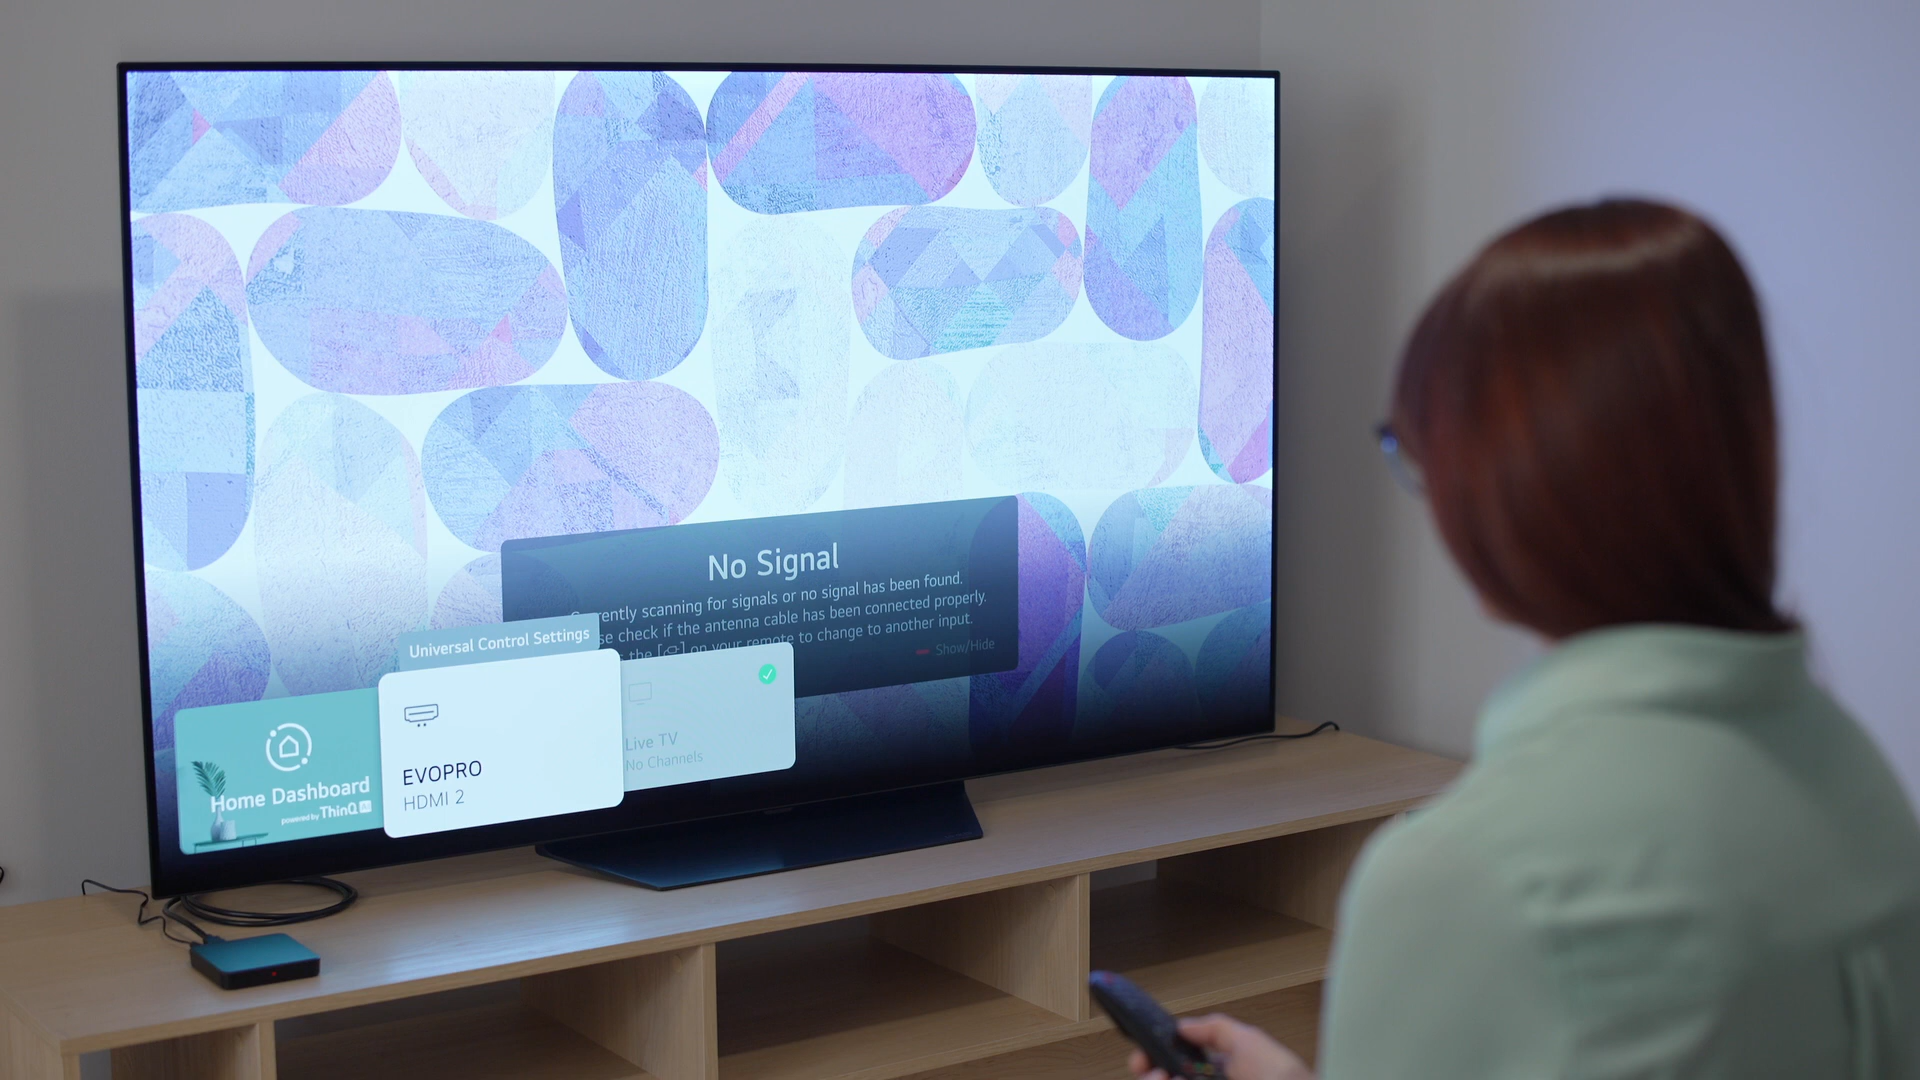 No Signal
rently scanning for signals or no signal has been found.
se check if the antenna cable has been connected properly.
the [ ] on your remote to change to another input.
Show/Hide
Universal Control Settings
Home Dashboard
powered by ThinQ AI
EVOPRO
HDMI 2
Live TV
No Channels